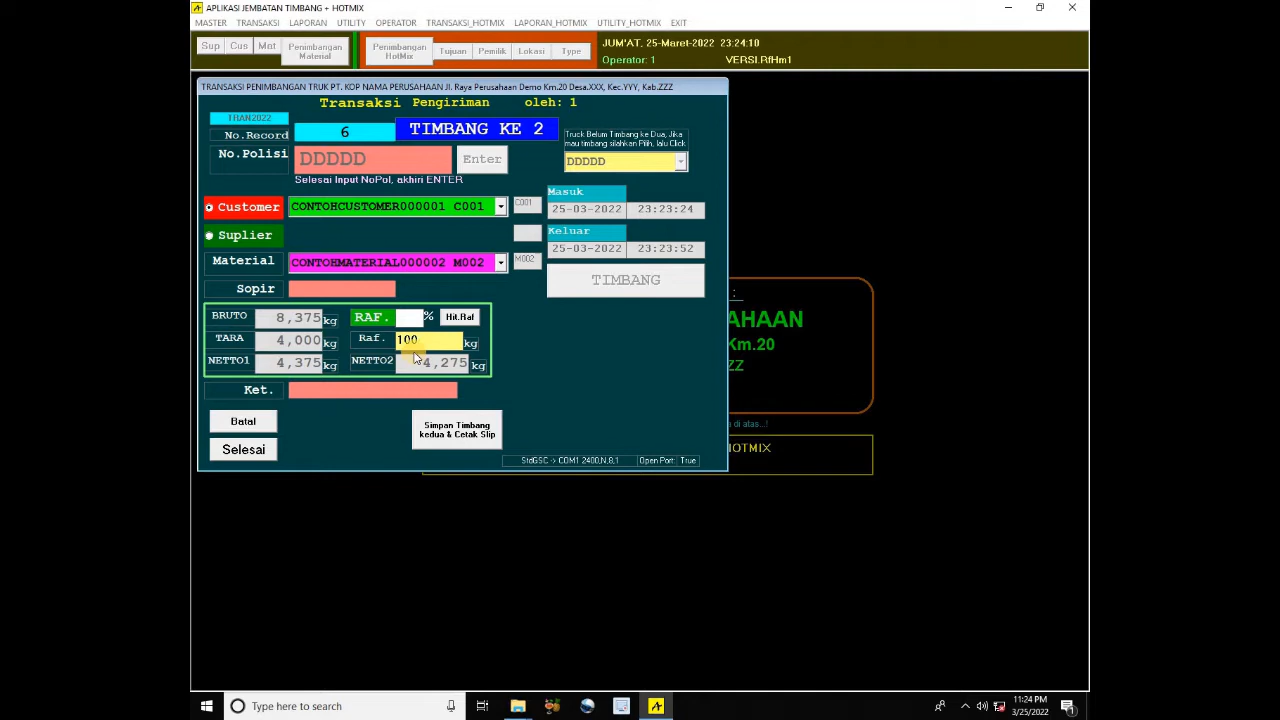 APLIKASI JEMBATAN TIMBANG + HOTMIX
MASTER TRANSAKSI LAPORAN UTILITY OPERATOR TRANSAKSI_HOTMIX LAPORAN_HOTMIX UTILITY_HOTMIX EXIT
Sup Cus Mat Penimbangan Material Penimbangan HotMix Tujuan Pemilik Lokasi Type
JUM'AT, 25-Maret-2022 23:24:10
Operator: 1 VERSI.RfHm1
TRANSAKSI PENIMBANGAN TRUK PT. KOP NAMA PERUSAHAAN Jl. Raya Perusahaan Demo Km.20 Desa.XXX, Kec.YYY, Kab.ZZZ
Transaksi Pengiriman oleh: 1
TRAN2022
No.Record 6 TIMBANG KE 2
Truck Belum Timbang ke Dua, Jika
mau timbang silahkan Pilih, lalu Click
No.Polisi DDDDD Enter DDDDD
Selesai Input NoPol, akhiri ENTER
Customer CONTOHCUSTOMER000001 C001 C001
Masuk
25-03-2022 23:23:24
Suplier
Keluar
25-03-2022 23:23:52
Material CONTOHMATERIAL000002 M002 M002
TIMBANG
Sopir
BRUTO 8,375 kg RAF. % Hit.Raf
TARA 4,000 kg Raf. 100 kg
NETTO1 4,375 kg NETTO2 4,275 kg
Ket.
Batal
Simpan Timbang
kedua & Cetak Slip
Selesai
StdGSC -> COM1 2400,N,8,1 Open Port: True
:
AHAAN
Km.20
ZZ
di atas...!
HOTMIX
Type here to search
11:24 PM
3/25/2022
1